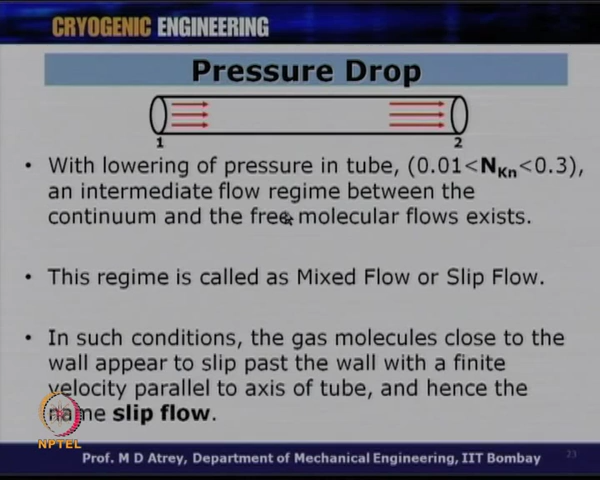 CRYOGENIC ENGINEERING
Pressure Drop
1 2
• With lowering of pressure in tube, (0.01<N_Kn<0.3),
an intermediate flow regime between the
continuum and the free molecular flows exists.
• This regime is called as Mixed Flow or Slip Flow.
• In such conditions, the gas molecules close to the
wall appear to slip past the wall with a finite
velocity parallel to axis of tube, and hence the
name slip flow.
NPTEL
Prof. M D Atrey, Department of Mechanical Engineering, IIT Bombay 23